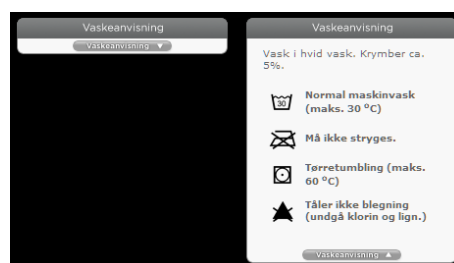 Vaskeanvisning
Vaskeanvisning ▼
Vaskeanvisning
Vask i hvid vask. Krymber ca.
5%.
30
Normal maskinvask
(maks. 30 °C)
Må ikke stryges.
Tørretumbling (maks.
60 °C)
Tåler ikke blegning
(undgå klorin og lign.)
Vaskeanvisning ▲